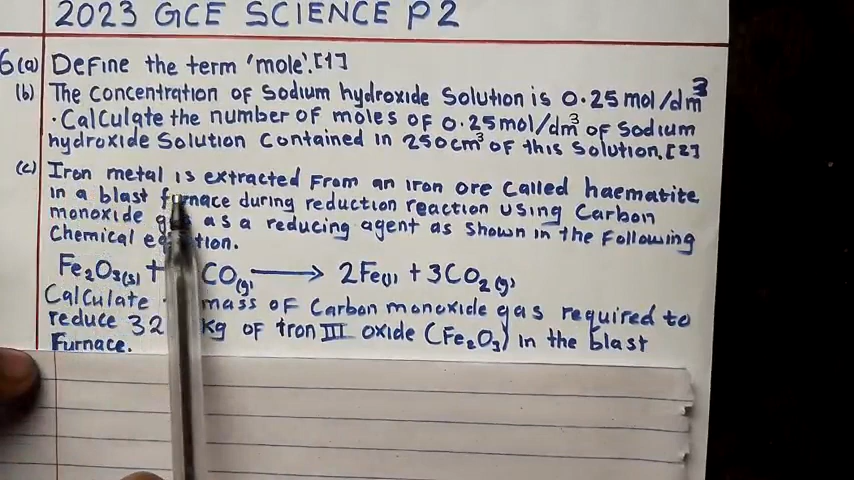 2023 GCE SCIENCE P2
6(a) Define the term 'mole'.[1]
(b) The concentration of Sodium hydroxide Solution is 0.25 mol/dm³
. Calculate the number of moles of 0.25mol/dm³ of Sodium
hydroxide Solution contained in 250cm³ of this Solution.[2]
(c) Iron metal is extracted From an iron ore called haematite
in a blast furnace during reduction reaction using Carbon
monoxide as a reducing agent as shown in the Following
Chemical
Fe₂O₃(s) + CO(g) ⟶ 2Fe(l) + 3CO₂(g)
Calculate mass of Carbon monoxide gas required to
reduce 32 Kg of Iron III oxide (Fe₂O₃) in the blast
Furnace.